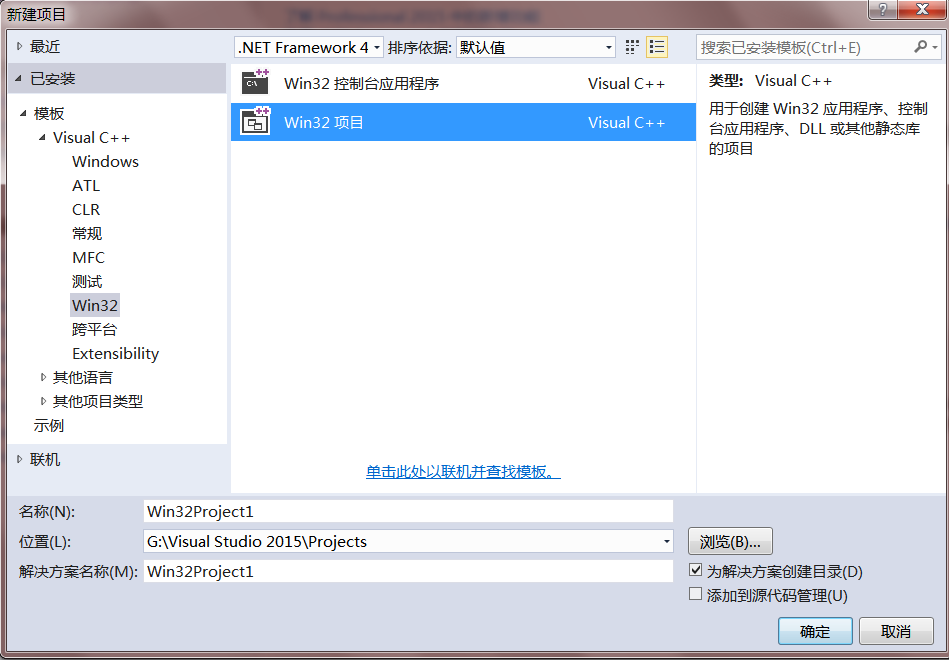 新建项目
最近
.NET Framework 4
排序依据:
默认值
搜索已安装模板(Ctrl+E)
已安装
模板
Visual C++
Windows
ATL
CLR
常规
MFC
测试
Win32
跨平台
Extensibility
其他语言
其他项目类型
示例
联机
Win32 控制台应用程序
Visual C++
Win32 项目
Visual C++
单击此处以联机并查找模板。
类型: Visual C++
用于创建 Win32 应用程序、控制
台应用程序、DLL 或其他静态库
的项目
名称(N):
Win32Project1
位置(L):
G:\Visual Studio 2015\Projects
浏览(B)...
解决方案名称(M):
Win32Project1
为解决方案创建目录(D)
添加到源代码管理(U)
确定
取消